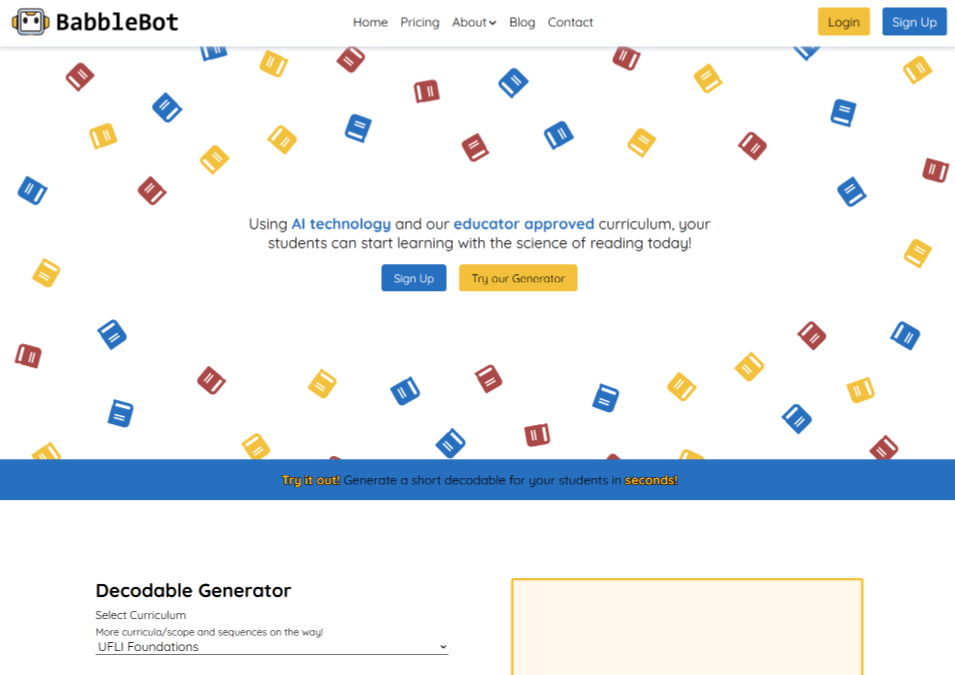 BabbleBot
Home Pricing About Blog Contact
Login Sign Up
Using AI technology and our educator approved curriculum, your
students can start learning with the science of reading today!
Sign Up Try our Generator
Try it out! Generate a short decodable for your students in seconds!
Decodable Generator
Select Curriculum
More curricula/scope and sequences on the way!
UFLI Foundations